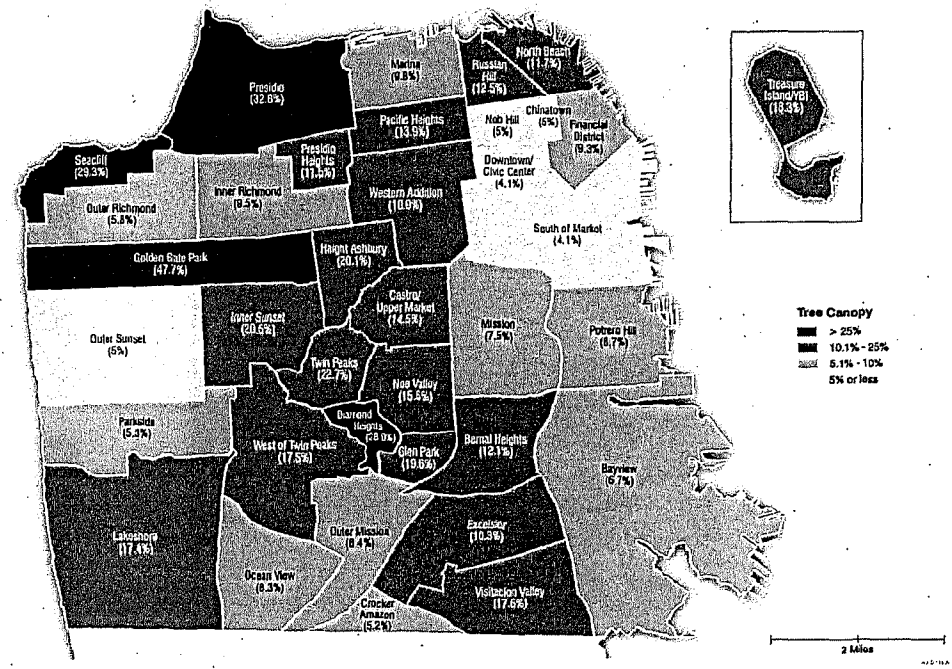 Presidio
(32.8%)
Marina
(9.8%)
Russian
Hill
(12.5%)
North Beach
(11.7%)
Treasure
Island/YBI
(18.3%)
Seacliff
(29.3%)
Presidio
Heights
(17.5%)
Pacific Heights
(13.9%)
Nob Hill
(5%)
Chinatown
(5%)
Financial
District
(9.3%)
Outer Richmond
(5.8%)
Inner Richmond
(9.5%)
Western Addition
(10.9%)
Downtown/
Civic Center
(4.1%)
South of Market
(4.1%)
Golden Gate Park
(47.7%)
Haight Ashbury
(20.1%)
Outer Sunset
(5%)
Inner Sunset
(20.6%)
Castro/
Upper Market
(14.5%)
Mission
(7.5%)
Potrero Hill
(6.7%)
Tree Canopy
> 25%
10.1% - 25%
5.1% - 10%
5% or less
Twin Peaks
(22.7%)
Noe Valley
(15.6%)
Parkside
(5.5%)
West of Twin Peaks
(17.5%)
Diamond
Heights
(28.0%)
Glen Park
(19.6%)
Bernal Heights
(12.1%)
Bayview
(6.7%)
Lakeshore
(17.4%)
Ocean View
(6.3%)
Outer Mission
(8.4%)
Excelsior
(10.3%)
Crocker
Amazon
(5.2%)
Visitacion Valley
(17.6%)
2 Miles